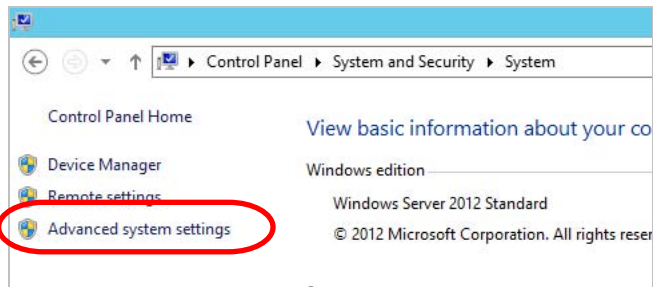 Control Panel ▸ System and Security ▸ System
Control Panel Home
View basic information about your co
Device Manager
Windows edition
Remote settings
Windows Server 2012 Standard
Advanced system settings
© 2012 Microsoft Corporation. All rights reser